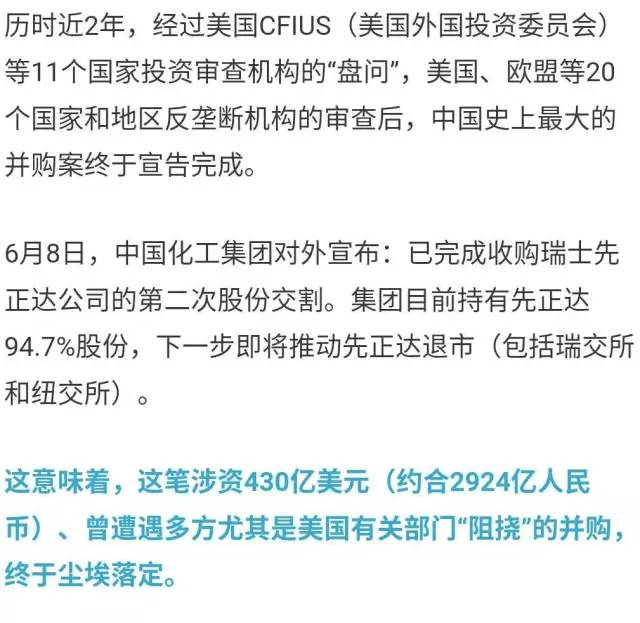 历时近2年，经过美国CFIUS（美国外国投资委员会）
等11个国家投资审查机构的“盘问”，美国、欧盟等20
个国家和地区反垄断机构的审查后，中国史上最大的
并购案终于宣告完成。
6月8日，中国化工集团对外宣布：已完成收购瑞士先
正达公司的第二次股份交割。集团目前持有先正达
94.7%股份，下一步即将推动先正达退市（包括瑞交所
和纽交所）。
这意味着，这笔涉资430亿美元（约合2924亿人民
币）、曾遭遇多方尤其是美国有关部门“阻挠”的并购，
终于尘埃落定。